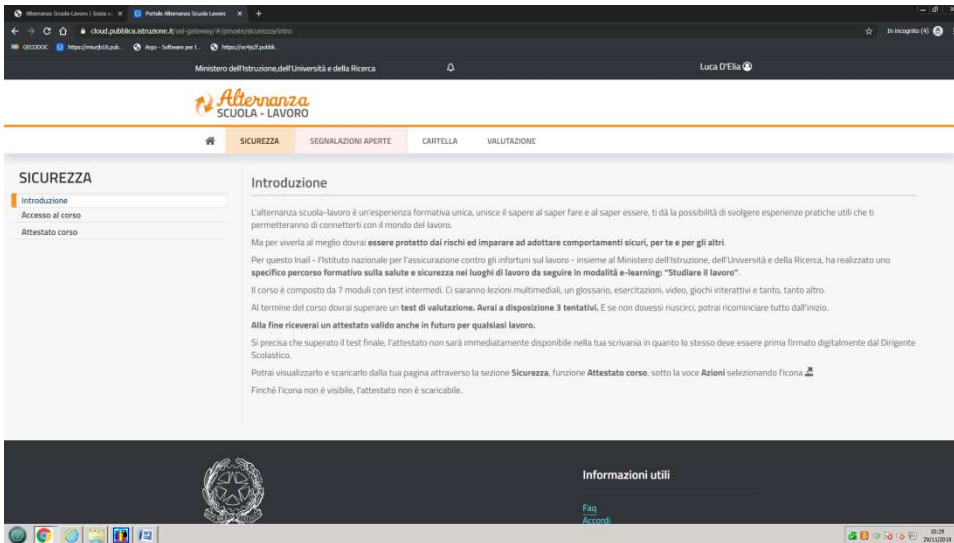 Alternanza Scuola-Lavoro | Inizia
Portale Alternanza Scuola Lavoro
cloud.pubblica.istruzione.it/asl-gateway/#/private/sicurezza/intro
In incognito (4)
GECODOC
Argo - Software per l...
Ministero dell'Istruzione,dell'Università e della Ricerca
Luca D'Elia
Alternanza
SCUOLA - LAVORO
SICUREZZA
SEGNALAZIONI APERTE
CARTELLA
VALUTAZIONE
SICUREZZA
Introduzione
Accesso al corso
Attestato corso
Introduzione
L'alternanza scuola-lavoro è un'esperienza formativa unica, unisce il sapere al saper fare e al saper essere, ti dà la possibilità di svolgere esperienze pratiche utili che ti
permetteranno di connetterti con il mondo del lavoro.
Ma per viverla al meglio dovrai essere protetto dai rischi ed imparare ad adottare comportamenti sicuri, per te e per gli altri.
Per questo Inail - l'Istituto nazionale per l'assicurazione contro gli infortuni sul lavoro - insieme al Ministero dell'Istruzione, dell'Università e della Ricerca, ha realizzato uno
specifico percorso formativo sulla salute e sicurezza nei luoghi di lavoro da seguire in modalità e-learning: "Studiare il lavoro".
Il corso è composto da 7 moduli con test intermedi. Ci saranno lezioni multimediali, un glossario, esercitazioni, video, giochi interattivi e tanto, tanto altro.
Al termine del corso dovrai superare un test di valutazione. Avrai a disposizione 3 tentativi. E se non dovessi riuscirci, potrai ricominciare tutto dall'inizio.
Alla fine riceverai un attestato valido anche in futuro per qualsiasi lavoro.
Si precisa che superato il test finale, l'attestato non sarà immediatamente disponibile nella tua scrivania in quanto lo stesso deve essere prima firmato digitalmente dal Dirigente
Scolastico.
Potrai visualizzarlo e scaricarlo dalla tua pagina attraverso la sezione Sicurezza, funzione Attestato corso, sotto la voce Azioni selezionando l'icona
Finchè l'icona non è visibile, l'attestato non è scaricabile.
Informazioni utili
Faq
Accordi
10:29
29/11/2019